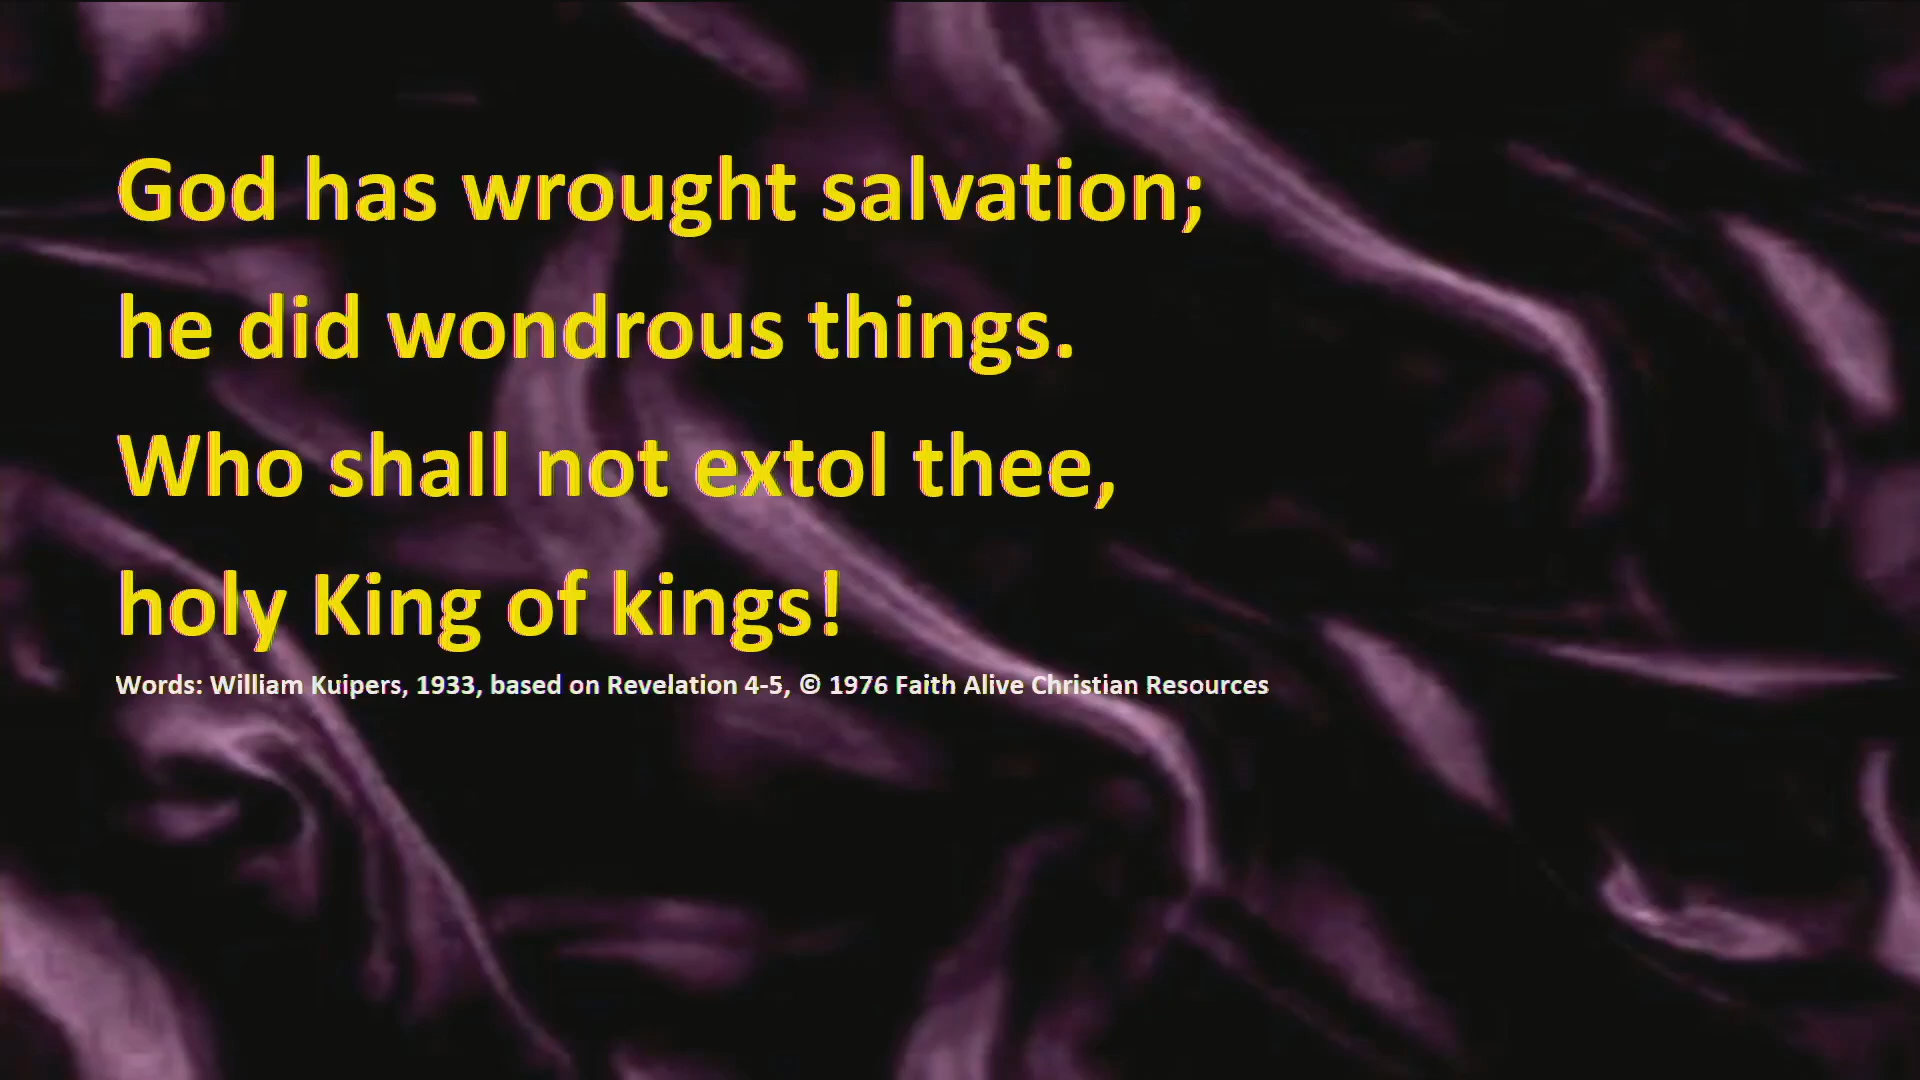 God has wrought salvation;
he did wondrous things.
Who shall not extol thee,
holy King of kings!
Words: William Kuipers, 1933, based on Revelation 4-5, © 1976 Faith Alive Christian Resources